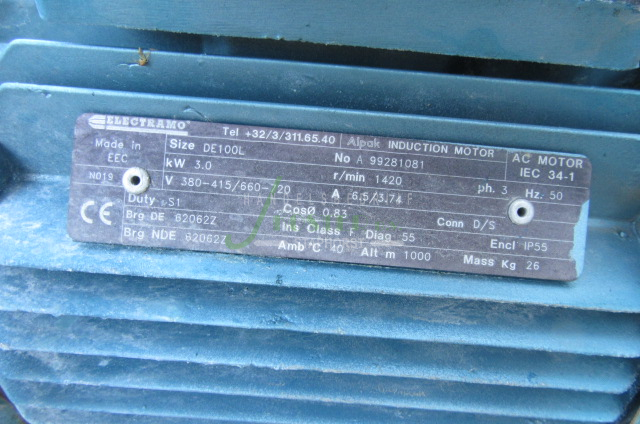 ELECTRAMO Tel +32/3/311.65.40 Alpak INDUCTION MOTOR AC MOTOR
IEC 34-1
Made in EEC
Size DE100L No A 99281081
kW 3.0 r/min 1420 ph. 3 Hz. 50
N019
V 380-415/660-720 A 6.5/3.74
Duty S1 CosØ 0.83 Conn D/S
CE
Brg DE 62062Z Ins Class Diag 55 Encl IP55
Brg NDE 62062Z Amb °C 40 Alt m 1000 Mass Kg 26